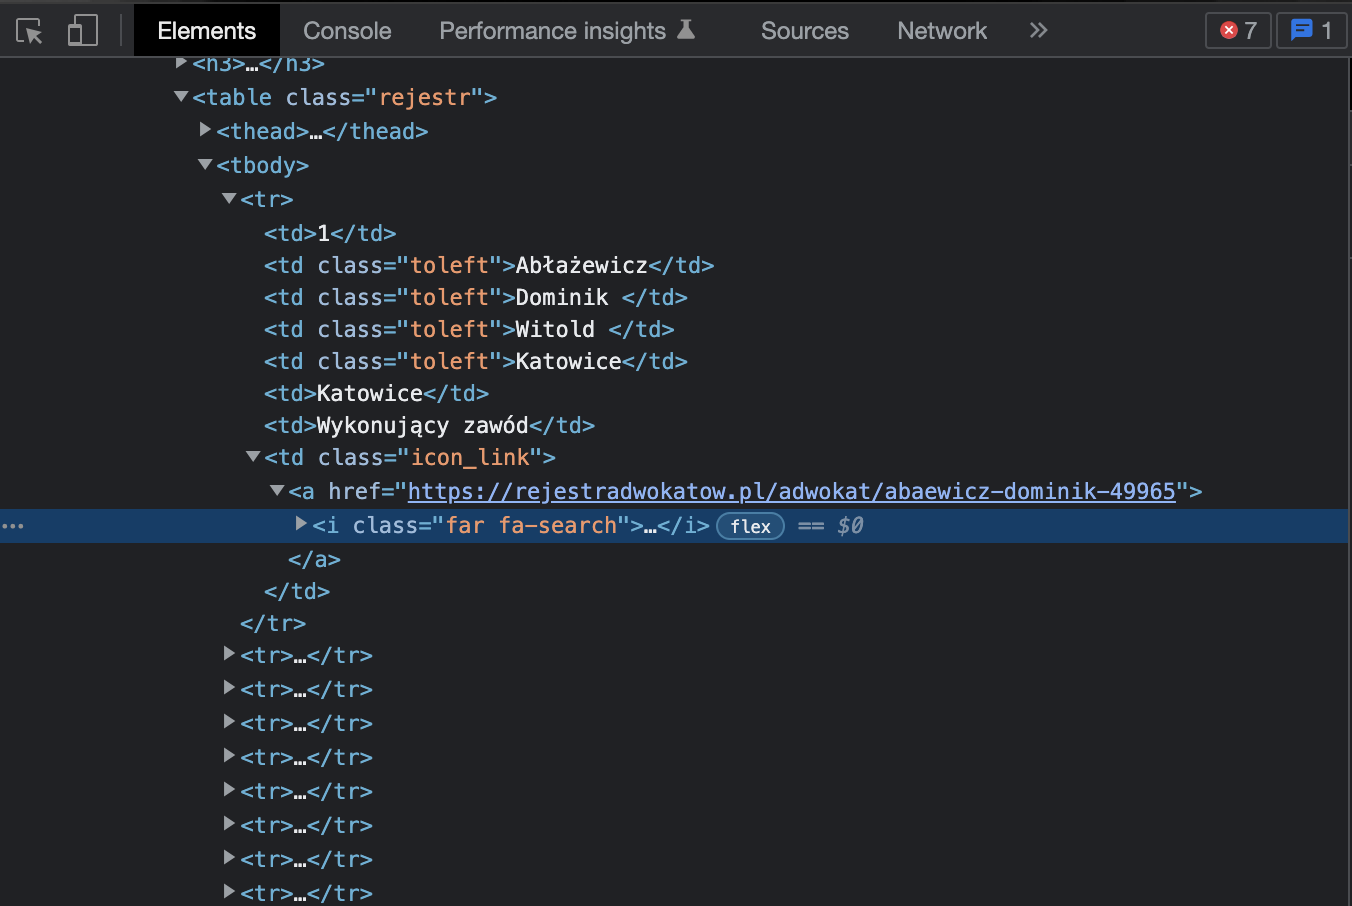 Elements Console Performance insights Sources Network » 7 1
<h3>…</h3>
<table class="rejestr">
<thead>…</thead>
<tbody>
<tr>
<td>1</td>
<td class="toleft">Abłażewicz</td>
<td class="toleft">Dominik </td>
<td class="toleft">Witold </td>
<td class="toleft">Katowice</td>
<td>Katowice</td>
<td>Wykonujący zawód</td>
<td class="icon_link">
<a href="https://rejestradwokatow.pl/adwokat/abaewicz-dominik-49965">
… <i class="far fa-search">…</i> flex == $0
</a>
</td>
</tr>
<tr>…</tr>
<tr>…</tr>
<tr>…</tr>
<tr>…</tr>
<tr>…</tr>
<tr>…</tr>
<tr>…</tr>
<tr>…</tr>